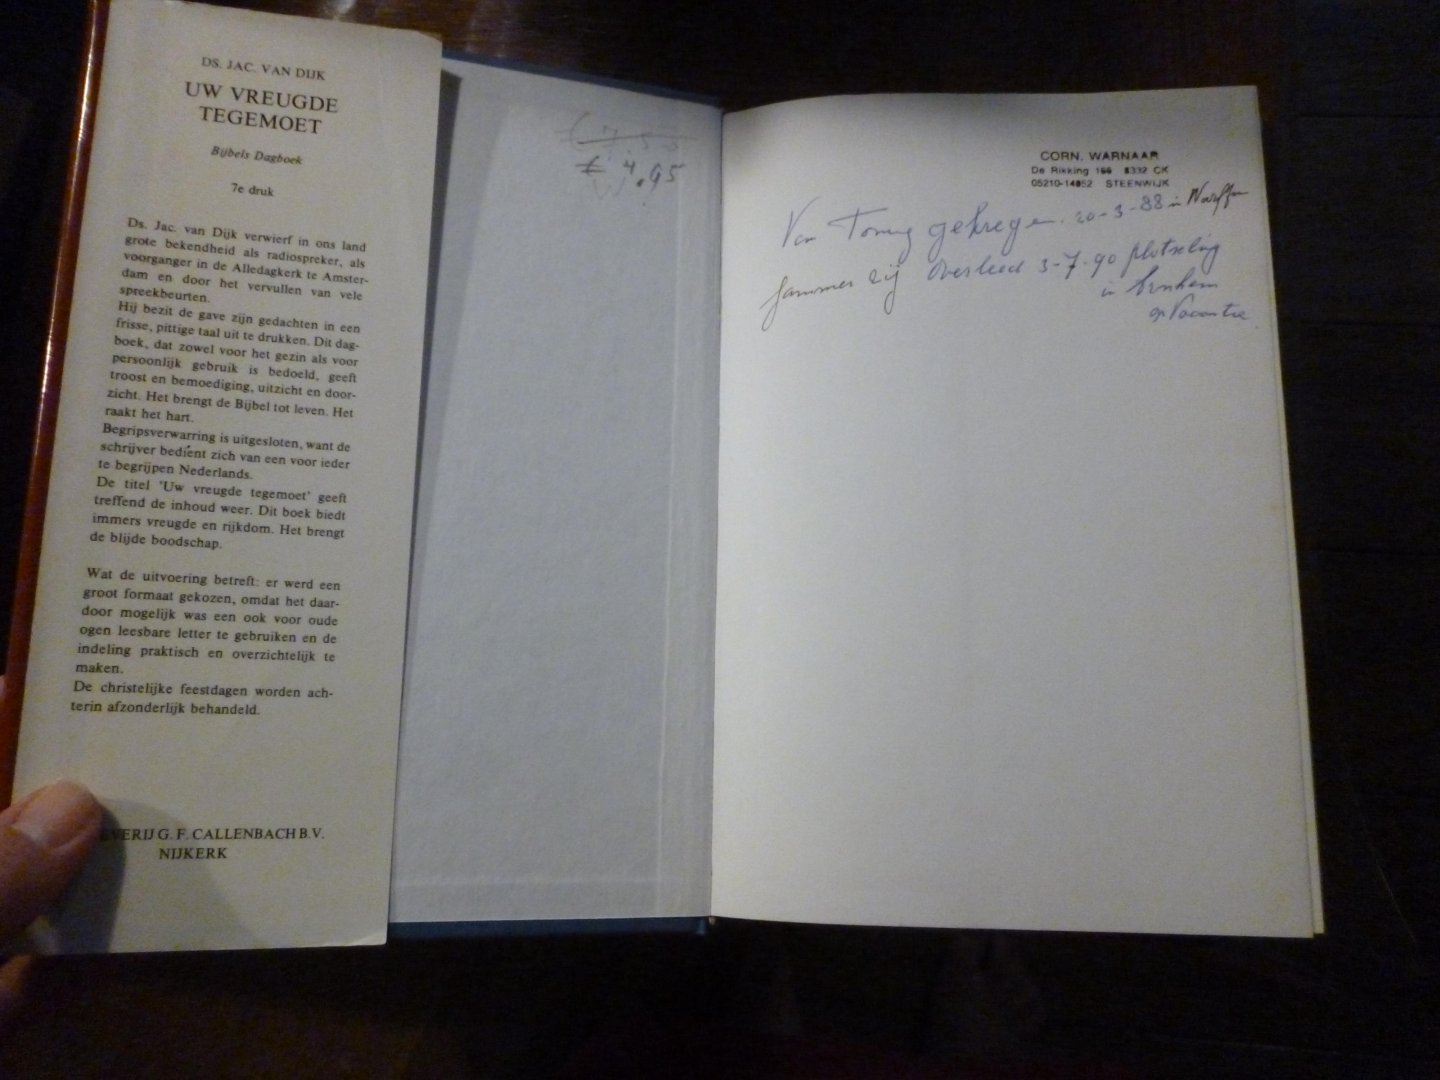 DS. JAC. VAN DIJK
UW VREUGDE
TEGEMOET
Bijbels Dagboek
7e druk
Ds. Jac. van Dijk verwierf in ons land
grote bekendheid als radiospreker, als
voorganger in de Alledagkerk te Amster-
dam en door het vervullen van vele
spreekbeurten.
Hij bezit de gave zijn gedachten in een
frisse, pittige taal uit te drukken. Dit dag-
boek, dat zowel voor het gezin als voor
persoonlijk gebruik is bedoeld, geeft
troost en bemoediging, uitzicht en door-
zicht. Het brengt de Bijbel tot leven. Het
raakt het hart.
Begripsverwarring is uitgesloten, want de
schrijver bedient zich van een voor ieder
te begrijpen Nederlands.
De titel 'Uw vreugde tegemoet' geeft
treffend de inhoud weer. Dit boek biedt
immers vreugde en rijkdom. Het brengt
de blijde boodschap.
Wat de uitvoering betreft: er werd een
groot formaat gekozen, omdat het daar-
door mogelijk was een ook voor oude
ogen leesbare letter te gebruiken en de
indeling praktisch en overzichtelijk te
maken.
De christelijke feestdagen worden ach-
terin afzonderlijk behandeld.
EVERIJ G. F. CALLENBACH B.V.
NIJKERK
4.95
CORN. WARNAAR
De Rikking 8332 CK
STEENWIJK
Van gekregen 20-3-88 in
Jammer zij overleed 3-7-90 plotseling
in Arnhem
op Vacantie.